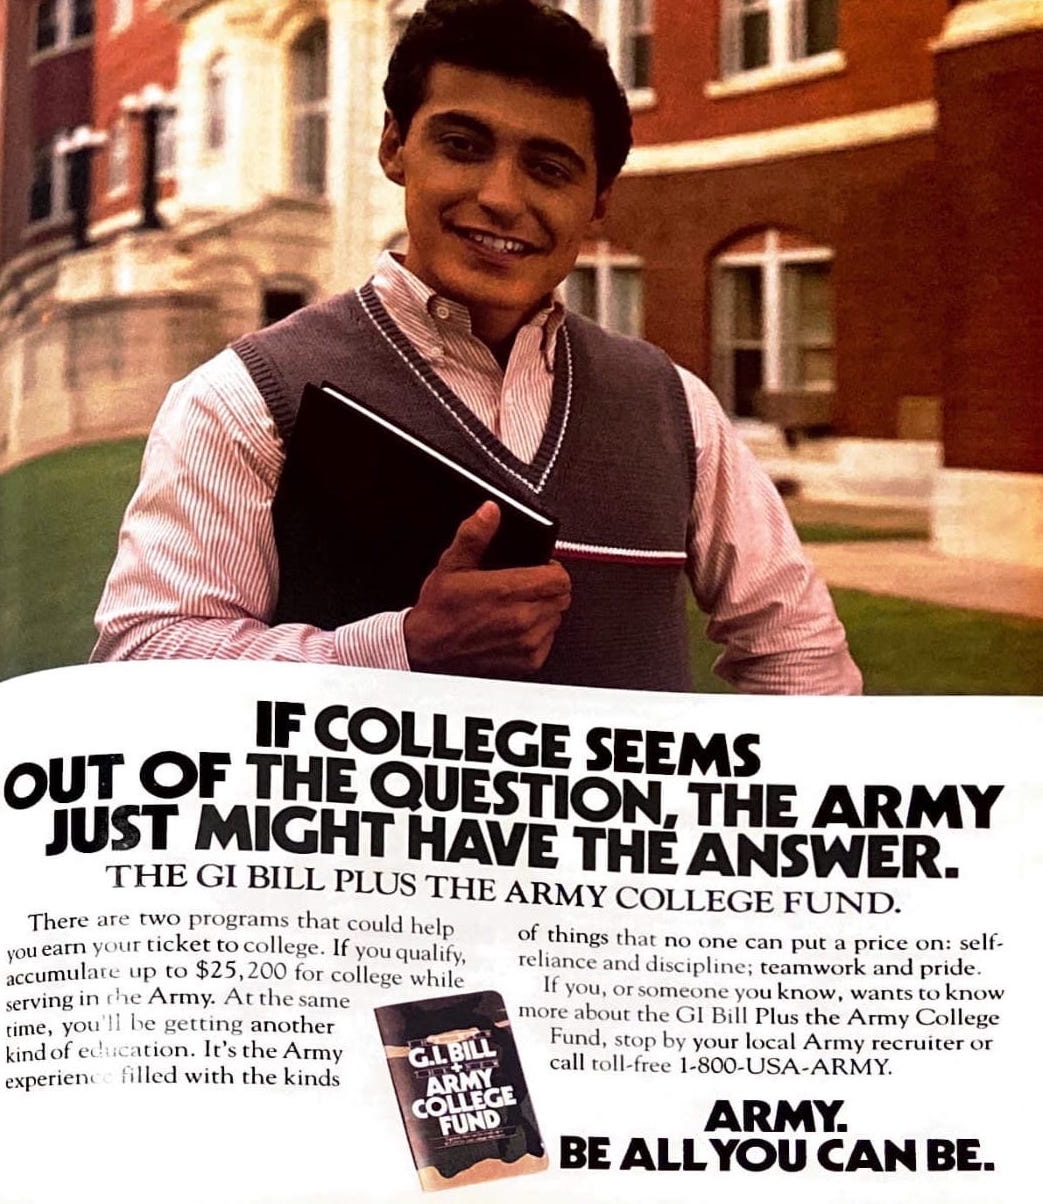 IF COLLEGE SEEMS
OUT OF THE QUESTION, THE ARMY
JUST MIGHT HAVE THE ANSWER.
THE GI BILL PLUS THE ARMY COLLEGE FUND.
There are two programs that could help
you earn your ticket to college. If you qualify,
accumulate up to $25,200 for college while
serving in the Army. At the same
time, you'll be getting another
kind of education. It's the Army
experience filled with the kinds
of things that no one can put a price on: self-
reliance and discipline; teamwork and pride.
If you, or someone you know, wants to know
more about the GI Bill Plus the Army College
Fund, stop by your local Army recruiter or
call toll-free 1-800-USA-ARMY.
G.I. BILL
+
ARMY
COLLEGE
FUND
ARMY.
BE ALL YOU CAN BE.